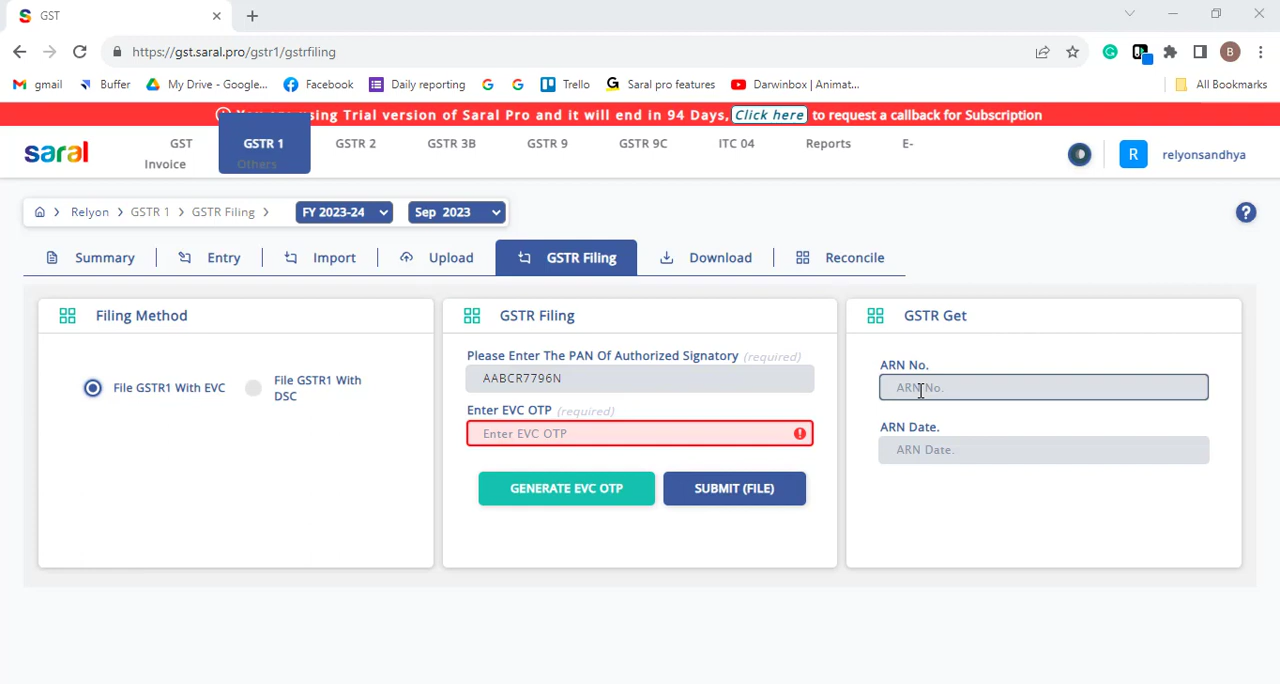 GST
https://gst.saral.pro/gstr1/gstrfiling
B
gmail Buffer My Drive - Google... Facebook Daily reporting Trello Saral pro features Darwinbox | Animat... All Bookmarks
using Trial version of Saral Pro and it will end in 94 Days, Click here to request a callback for Subscription
saral
GST GSTR 1 GSTR 2 GSTR 3B GSTR 9 GSTR 9C ITC 04 Reports E-
Invoice Others
R relyonsandhya
Relyon > GSTR 1 > GSTR Filing > FY 2023-24 Sep 2023 ?
Summary Entry Import Upload GSTR Filing Download Reconcile
Filing Method
File GSTR1 With EVC
File GSTR1 With
DSC
GSTR Filing
Please Enter The PAN Of Authorized Signatory (required)
AABCR7796N
Enter EVC OTP (required)
Enter EVC OTP
GENERATE EVC OTP SUBMIT (FILE)
GSTR Get
ARN No.
ARN No.
ARN Date.
ARN Date.